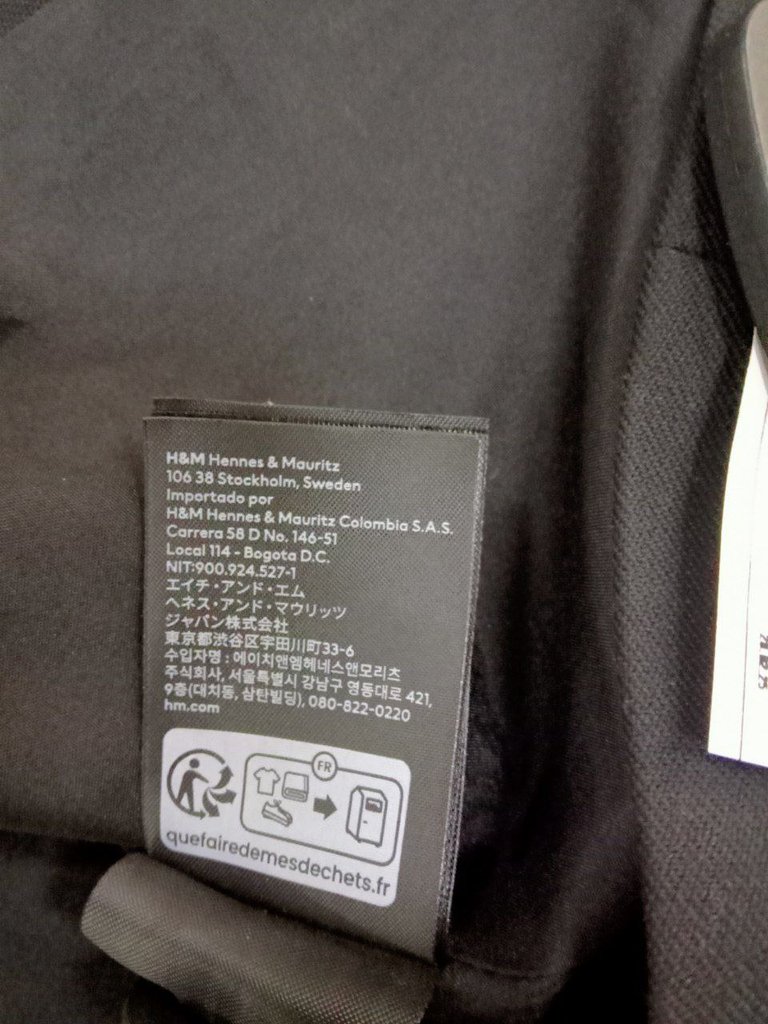 H&M Hennes & Mauritz
106 38 Stockholm, Sweden
Importado por
H&M Hennes & Mauritz Colombia S.A.S.
Carrera 58 D No. 146-51
Local 114 - Bogota D.C.
NIT:900.924.527-1
エイチ・アンド・エム
ヘネス・アンド・マウリッツ
ジャパン株式会社
東京都渋谷区宇田川町33-6
수입자명 : 에이치앤엠헤네스앤모리츠
주식회사, 서울특별시 강남구 영동대로 421,
9층(대치동, 삼탄빌딩), 080-822-0220
hm.com
FR
quefairedemesdechets.fr